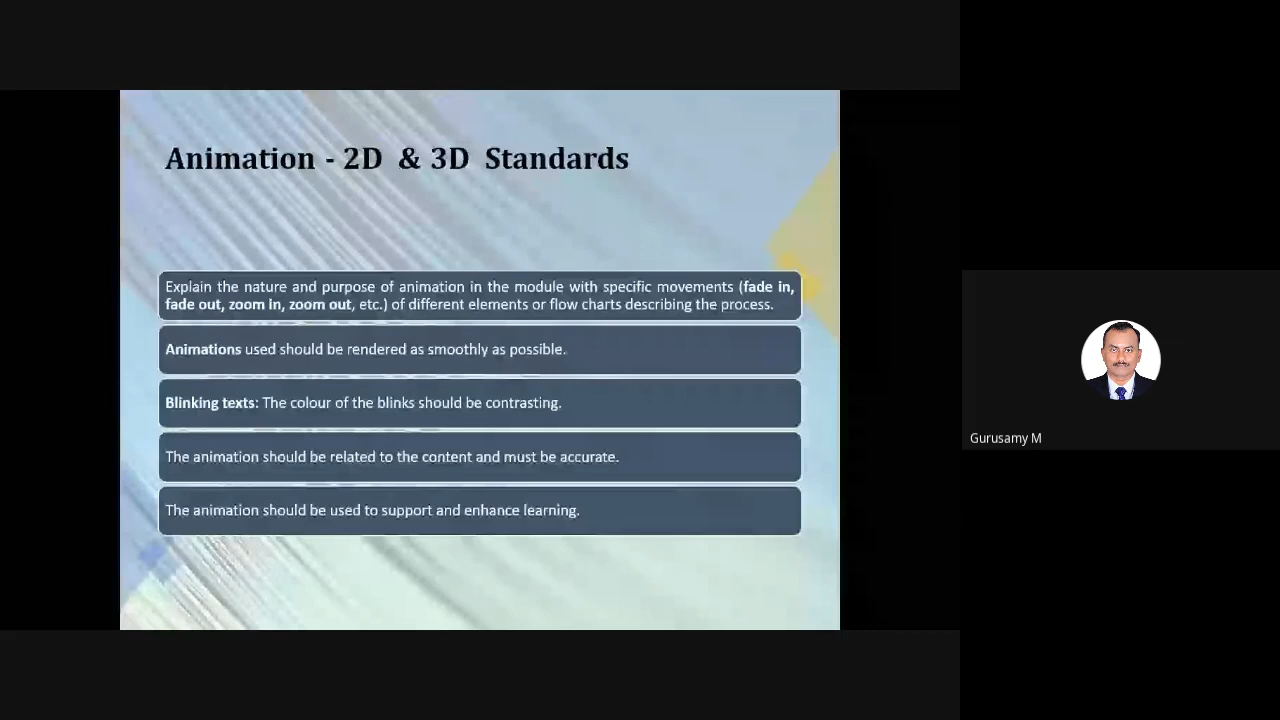 Animation - 2D & 3D Standards
Explain the nature and purpose of animation in the module with specific movements (fade in,
fade out, zoom in, zoom out, etc.) of different elements or flow charts describing the process.
Animations used should be rendered as smoothly as possible.
Blinking texts: The colour of the blinks should be contrasting.
The animation should be related to the content and must be accurate.
The animation should be used to support and enhance learning.
Gurusamy M